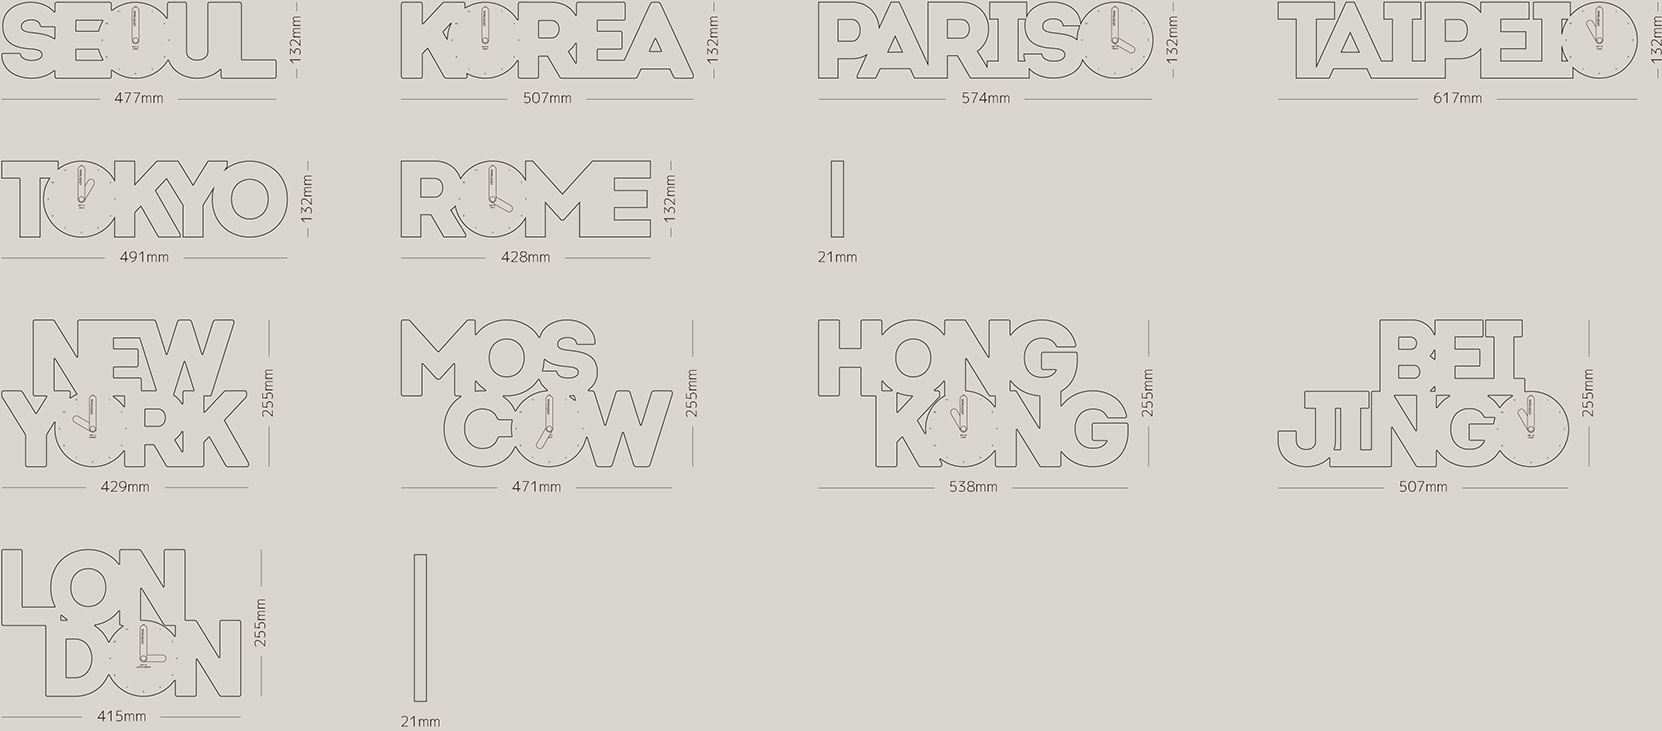 SEOUL
132mm
477mm
KOREA
132mm
507mm
PARISO
132mm
574mm
TAIPEIO
132mm
617mm
TOKYO
132mm
491mm
ROME
132mm
428mm
21mm
NEW
YORK
255mm
429mm
MOS
COW
255mm
471mm
HONG
KONG
255mm
538mm
BEI
JINGO
255mm
507mm
LON
DON
255mm
415mm
21mm